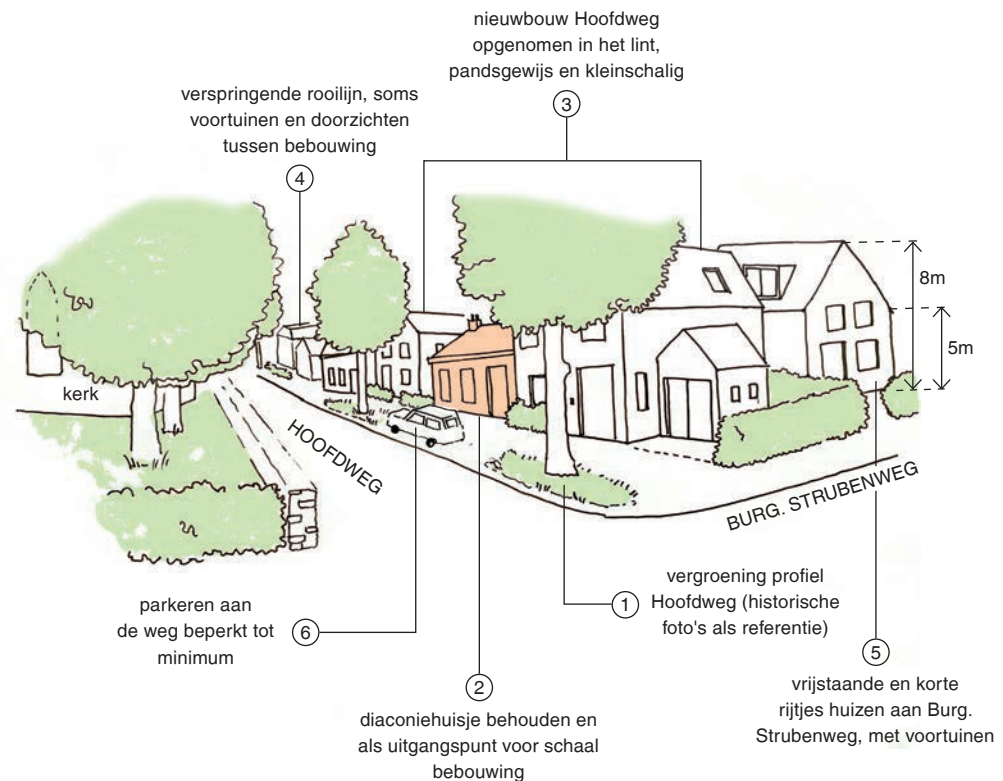 nieuwbouw Hoofdweg
opgenomen in het lint,
pandsgewijs en kleinschalig
3
verspringende rooilijn, soms
voortuinen en doorzichten
tussen bebouwing
4
8m
5m
kerk
HOOFDWEG
BURG. STRUBENWEG
parkeren aan
de weg beperkt tot
minimum
6
1
vergroening profiel
Hoofdweg (historische
foto's als referentie)
2
diaconiehuisje behouden en
als uitgangspunt voor schaal
bebouwing
5
vrijstaande en korte
rijtjes huizen aan Burg.
Strubenweg, met voortuinen